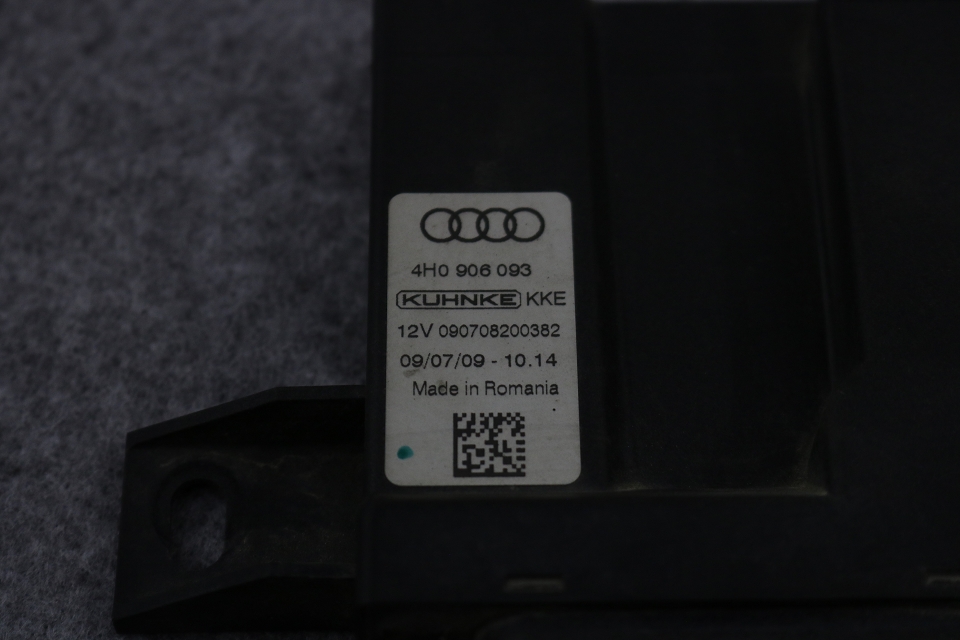 4H0 906 093
KUHNKE KKE
12V 090708200382
09/07/09 - 10.14
Made in Romania